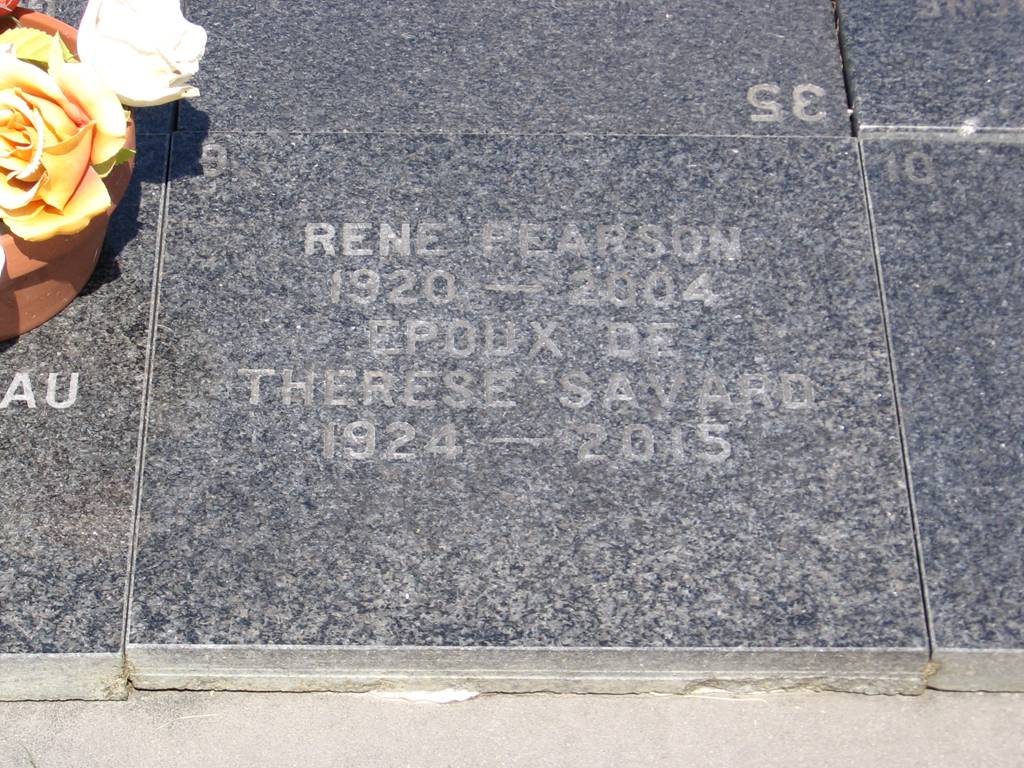 35
9
10
RENE PEARSON
1920 — 2004
EPOUX DE
THERESE SAVARD
1924 — 2015
AU